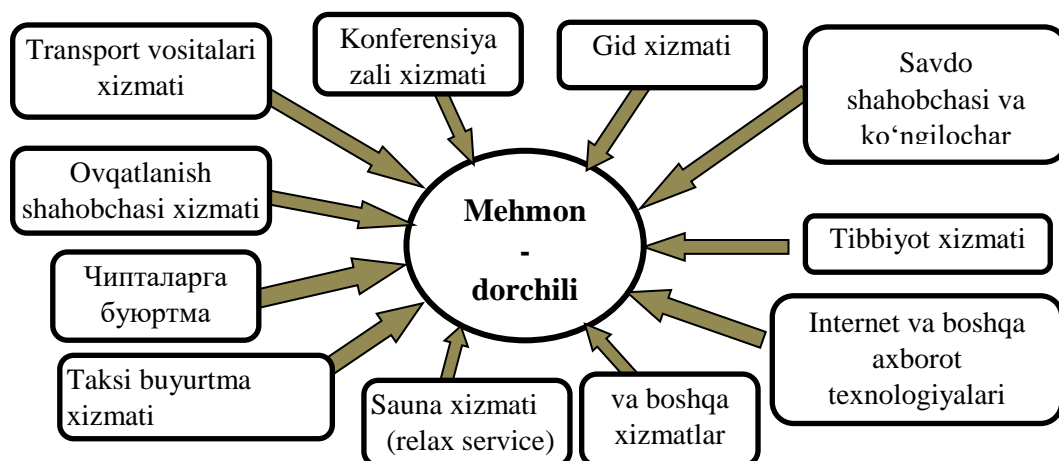 Transport vositalari
xizmati
Konferensiya
zali xizmati
Gid xizmati
Savdo
shahobchasi va
ko‘ngilochar
Ovqatlanish
shahobchasi xizmati
Mehmon
-
dorchili
Tibbiyot xizmati
Чипталарга
буюртма
Internet va boshqa
axborot
texnologiyalari
Taksi buyurtma
xizmati
Sauna xizmati
(relax service)
va boshqa
xizmatlar